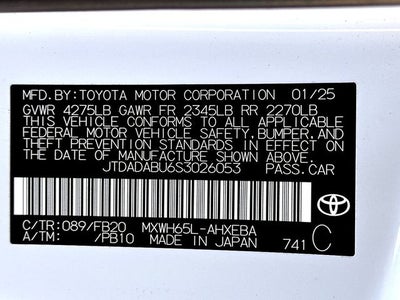 MFD.BY:TOYOTA MOTOR CORPORATION 01/25
GVWR 4275LB GAWR FR 2345LB RR 2270LB
THIS VEHICLE CONFORMS TO ALL APPLICABLE
FEDERAL MOTOR VEHICLE SAFETY,BUMPER,AND
THEFT PREVENTION STANDARDS IN EFFECT ON
THE DATE OF MANUFACTURE SHOWN ABOVE.
JTDADABU6S3026053 PASS.CAR
C/TR:089/FB20 MXWH65L-AHXEBA
A/TM: /PB10 MADE IN JAPAN 741 C